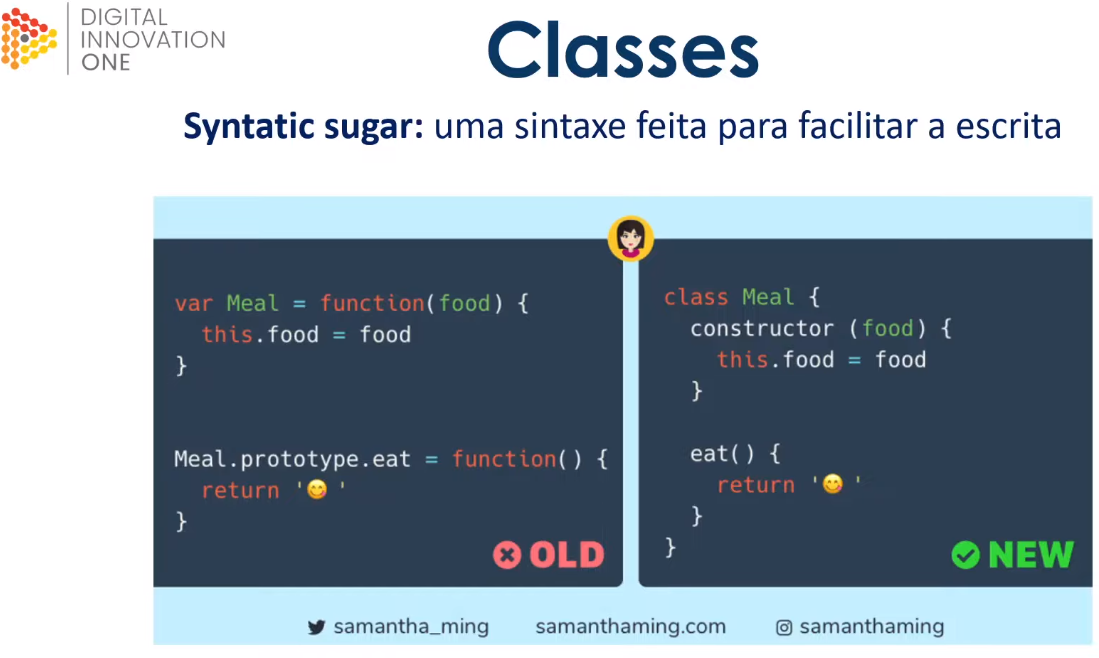 DIGITAL
INNOVATION
ONE
Classes
Syntatic sugar: uma sintaxe feita para facilitar a escrita
var Meal = function(food) {
  this.food = food
}
Meal.prototype.eat = function() {
  return '😋 '
}
OLD
class Meal {
  constructor (food) {
    this.food = food
  }
  eat() {
    return '😋 '
  }
}
NEW
samantha_ming
samanthaming.com
samanthaming